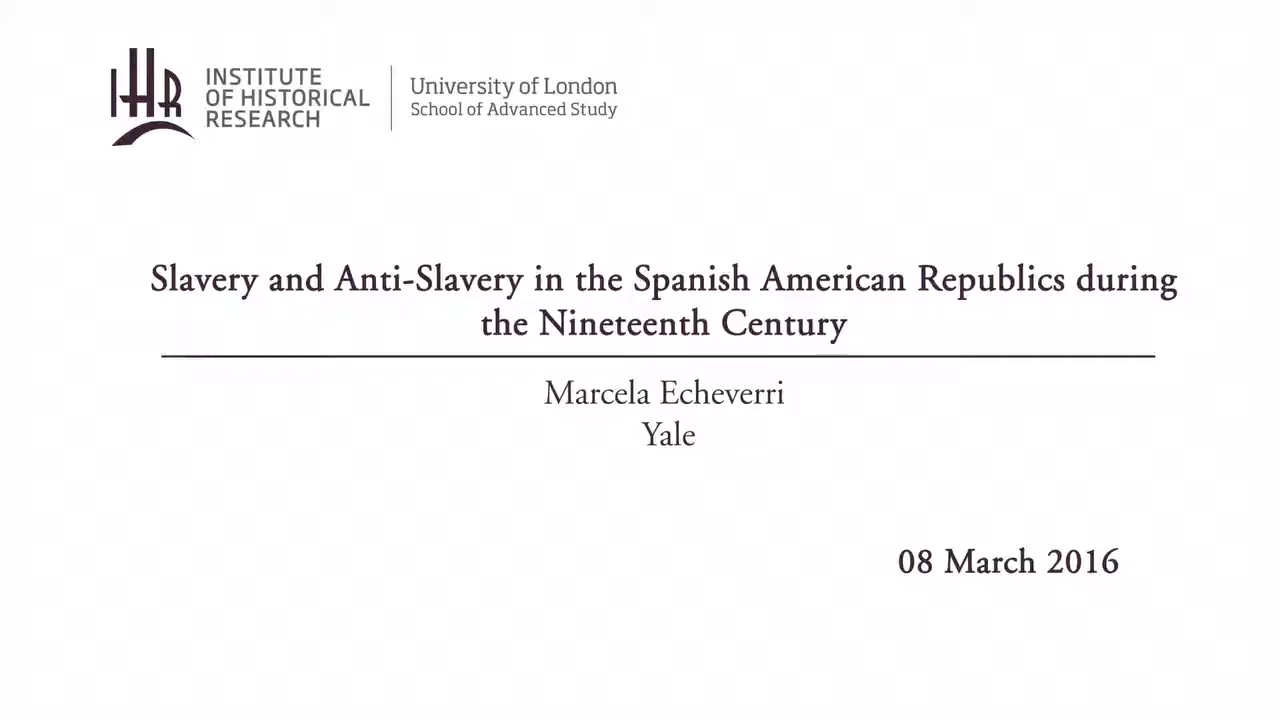 IHR
INSTITUTE
OF HISTORICAL
RESEARCH
University of London
School of Advanced Study
Slavery and Anti-Slavery in the Spanish American Republics during
the Nineteenth Century
Marcela Echeverri
Yale
08 March 2016